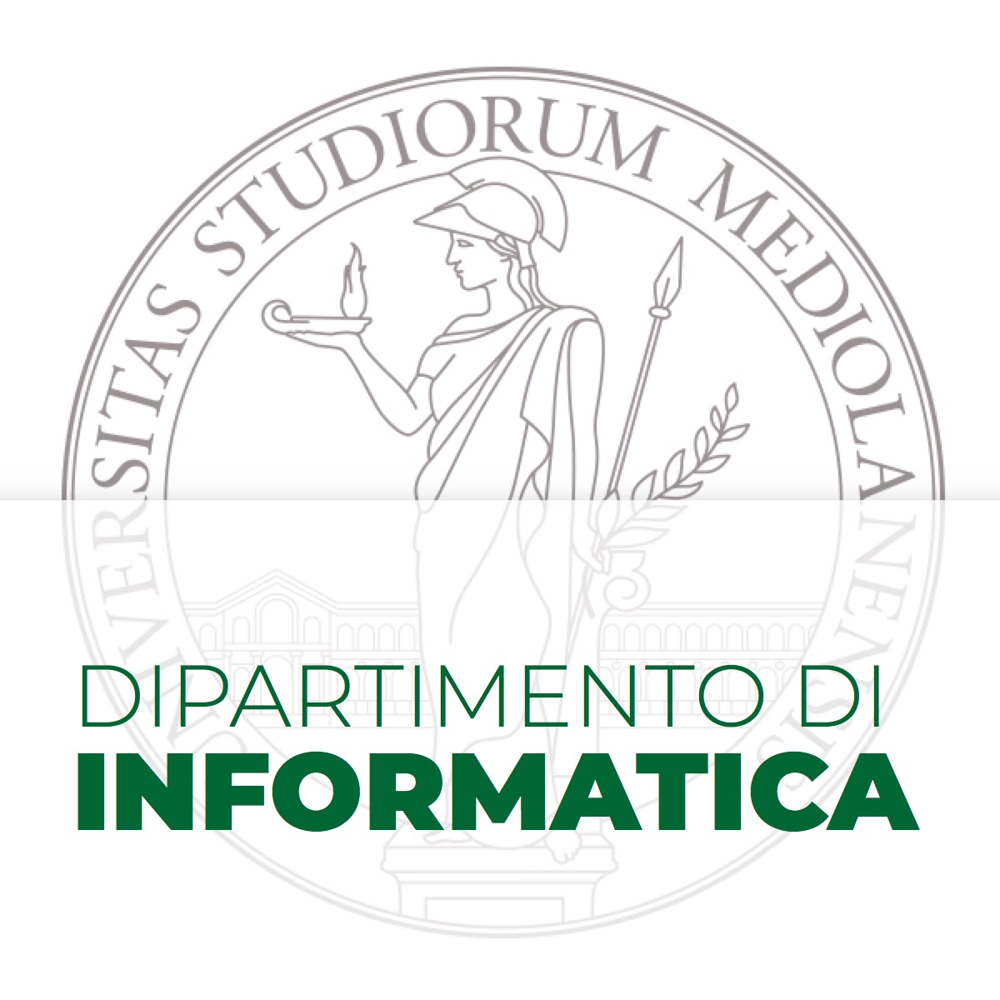 UNIVERSITAS STUDIORUM MEDIOLANENSIS
DIPARTIMENTO DI
INFORMATICA